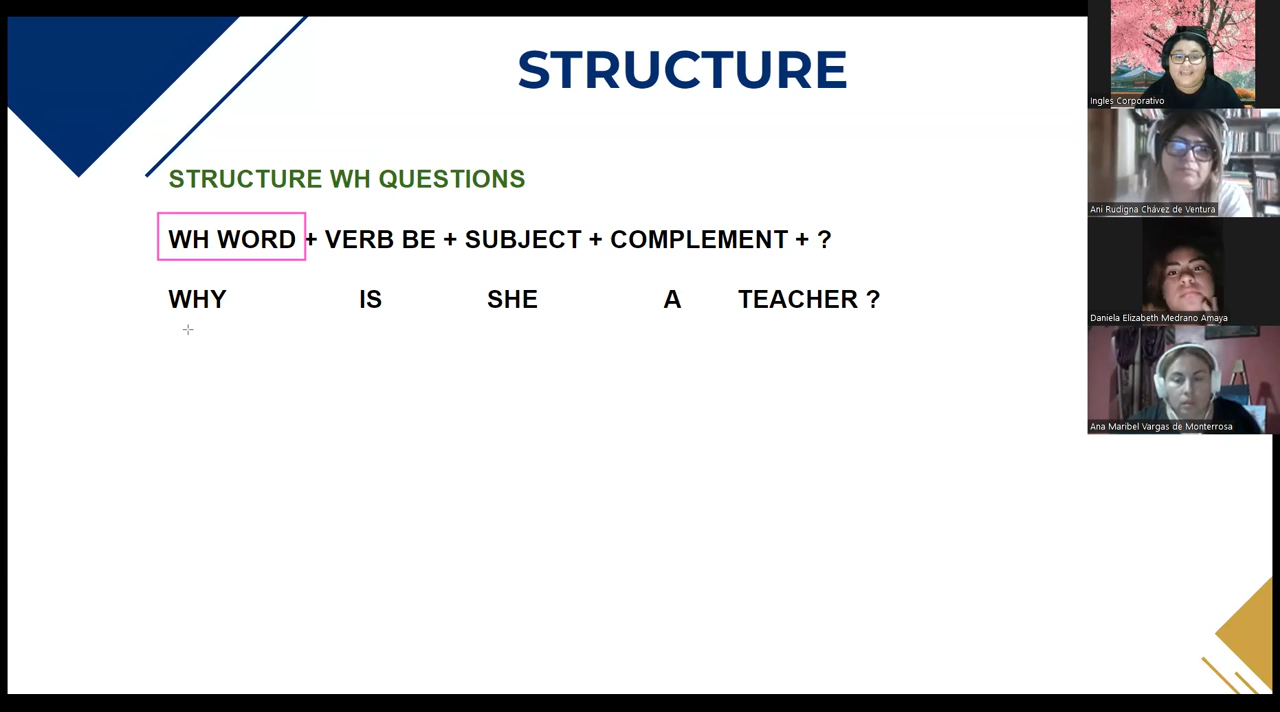 STRUCTURE
STRUCTURE WH QUESTIONS
WH WORD + VERB BE + SUBJECT + COMPLEMENT + ?
WHY IS SHE A TEACHER ?
Ingles Corporativo
Ani Rudigna Chávez de Ventura
Daniela Elizabeth Medrano Amaya
Ana Maribel Vargas de Monterrosa